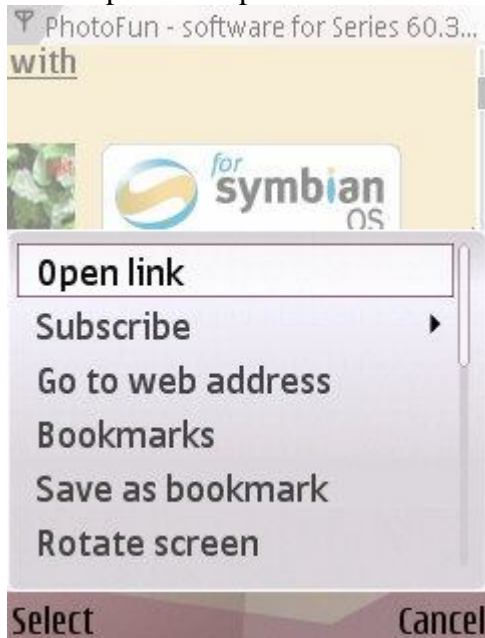 PhotoFun - software for Series 60.3...
with
for
symbian
OS
Open link
Subscribe
Go to web address
Bookmarks
Save as bookmark
Rotate screen
Select Cancel